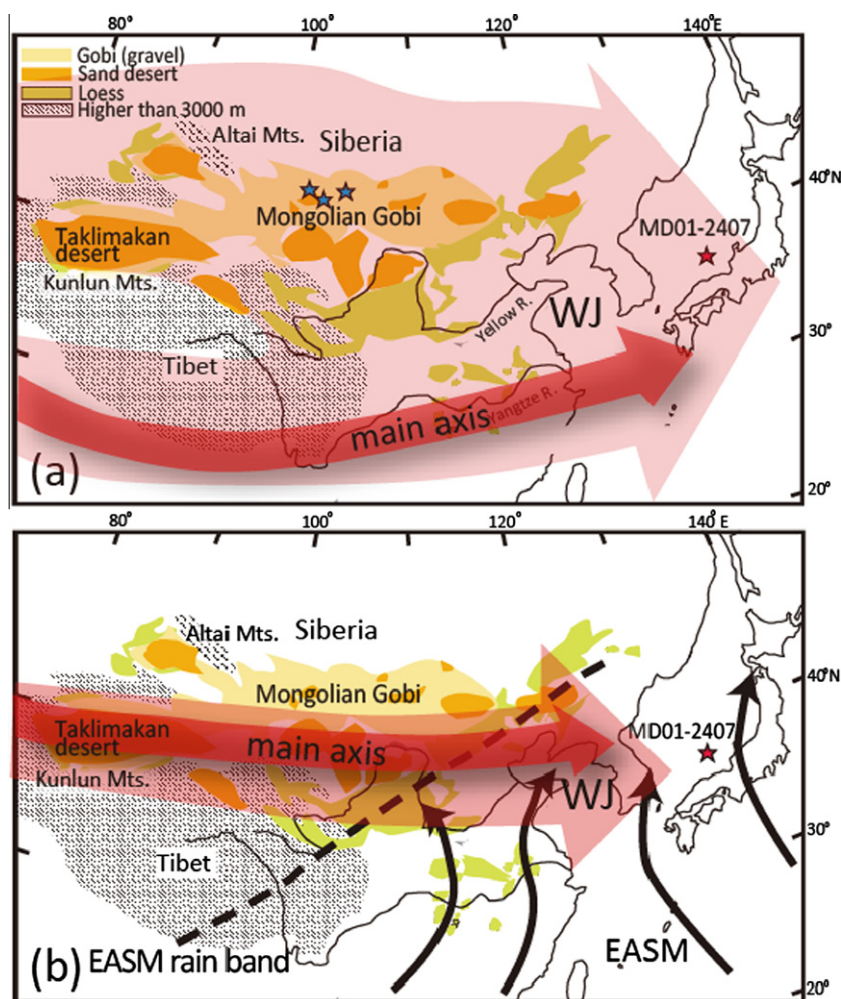 80° 100° 120° 140°E
Gobi (gravel)
Sand desert
Loess
Higher than 3000 m
Altai Mts.
Siberia
40°N
Mongolian Gobi
MD01-2407
Taklimakan
desert
Kunlun Mts.
Yellow R.
WJ
30°
Tibet
Yangtze R.
main axis
(a)
20°
80° 100° 120° 140°E
Altai Mts. Siberia
40°N
Mongolian Gobi
MD01-2407
Taklimakan
desert
main axis
Kunlun Mts.
WJ
30°
Tibet
(b)
EASM rain band
EASM
20°